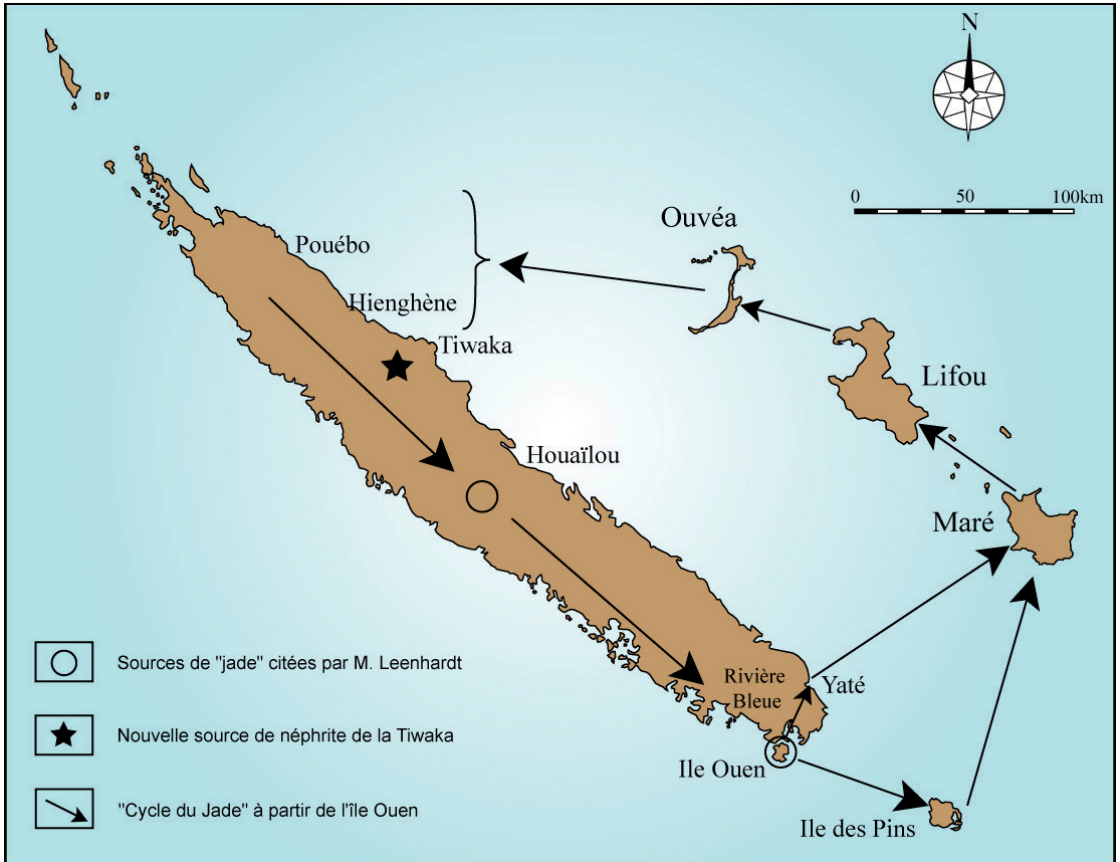 N
0 50 100km
Ouvéa
Pouébo
Hienghène
Tiwaka
Lifou
Houaïlou
Maré
Sources de "jade" citées par M. Leenhardt
Rivière
Bleue
Yaté
Nouvelle source de néphrite de la Tiwaka
Ile Ouen
"Cycle du Jade" à partir de l'île Ouen
Ile des Pins